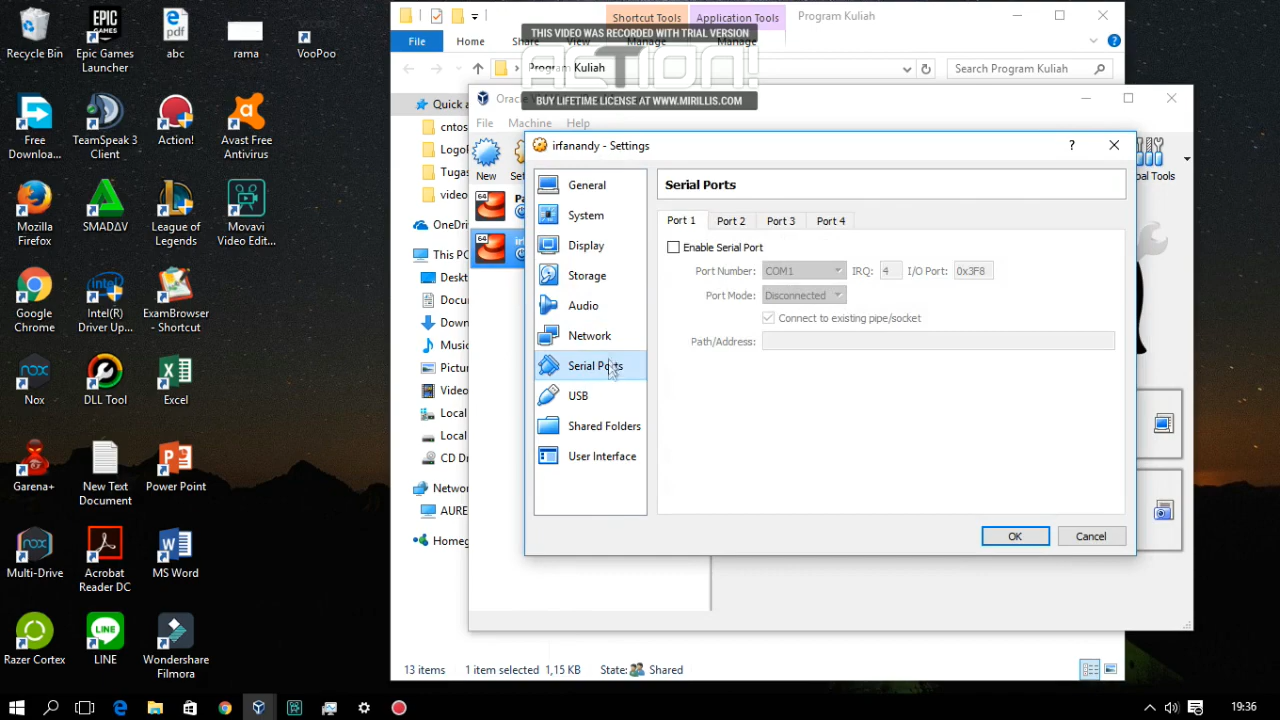 Recycle Bin
Epic Games
Launcher
abc
rama
VooPoo
Free
Downloa...
TeamSpeak 3
Client
Action!
Avast Free
Antivirus
Mozilla
Firefox
SMADΔV
League of
Legends
Movavi
Video Edit...
Google
Chrome
Intel(R)
Driver Up...
ExamBrowser
- Shortcut
Nox
DLL Tool
Excel
Garena+
New Text
Document
Power Point
Multi-Drive
Acrobat
Reader DC
MS Word
Razer Cortex
LINE
Wondershare
Filmora
Shortcut Tools
Application Tools
Program Kuliah
File
Home
Share
View
Manage
Manage
THIS VIDEO WAS RECORDED WITH TRIAL VERSION
ACTION!
BUY LIFETIME LICENSE AT WWW.MIRILLIS.COM
Program Kuliah
Search Program Kuliah
Quick a
cntos
LogoP
Tugas
video
OneDri
This PC
Deskt
Docu
Down
Music
Pictur
Video
Local
Local
CD Dr
Netwo
AURE
Homeg
13 items
1 item selected 1,15 KB
State:
Shared
Oracle
File
Machine
Help
New
Set
64
64
irfanandy - Settings
General
System
Display
Storage
Audio
Network
Serial Ports
USB
Shared Folders
User Interface
Serial Ports
Port 1
Port 2
Port 3
Port 4
Enable Serial Port
Port Number:
COM1
IRQ:
4
I/O Port:
0x3F8
Port Mode:
Disconnected
Connect to existing pipe/socket
Path/Address:
OK
Cancel
19:36